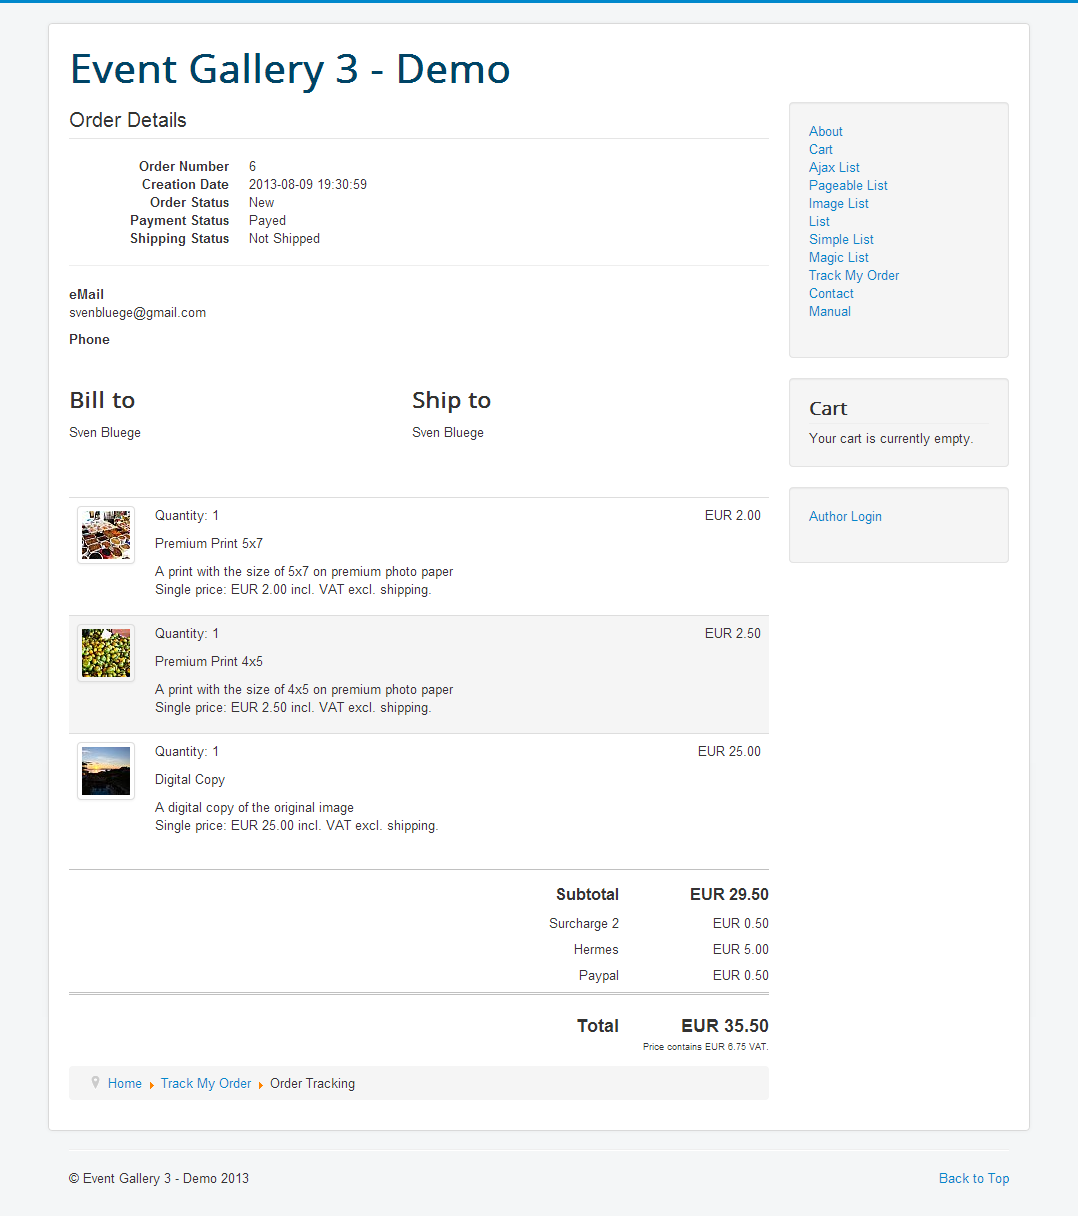 Event Gallery 3 - Demo
Order Details
Order Number 6
Creation Date 2013-08-09 19:30:59
Order Status New
Payment Status Payed
Shipping Status Not Shipped
eMail
svenbluege@gmail.com
Phone
Bill to
Sven Bluege
Ship to
Sven Bluege
Quantity: 1 EUR 2.00
Premium Print 5x7
A print with the size of 5x7 on premium photo paper
Single price: EUR 2.00 incl. VAT excl. shipping.
Quantity: 1 EUR 2.50
Premium Print 4x5
A print with the size of 4x5 on premium photo paper
Single price: EUR 2.50 incl. VAT excl. shipping.
Quantity: 1 EUR 25.00
Digital Copy
A digital copy of the original image
Single price: EUR 25.00 incl. VAT excl. shipping.
Subtotal EUR 29.50
Surcharge 2 EUR 0.50
Hermes EUR 5.00
Paypal EUR 0.50
Total EUR 35.50
Price contains EUR 6.75 VAT.
Home Track My Order Order Tracking
About
Cart
Ajax List
Pageable List
Image List
List
Simple List
Magic List
Track My Order
Contact
Manual
Cart
Your cart is currently empty.
Author Login
© Event Gallery 3 - Demo 2013
Back to Top